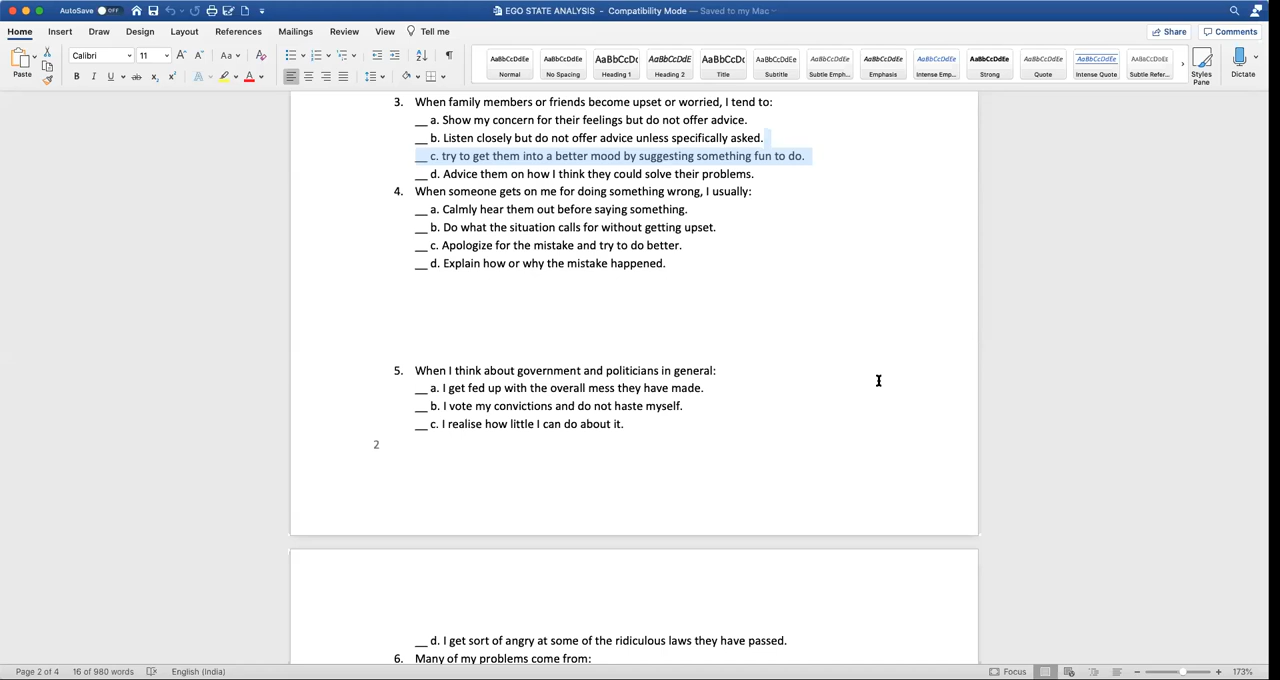 AutoSave OFF EGO STATE ANALYSIS - Compatibility Mode — Saved to my Mac
Home Insert Draw Design Layout References Mailings Review View Tell me Share Comments
Paste Calibri 11 A A Aa A AaBbCcDdEe AaBbCcDdEe AaBbCcDc AaBbCcDdEe AaBbCcDc AaBbCcDdEe AaBbCcDdEe AaBbCcDdEe AaBbCcDdEe AaBbCcDdEe AaBbCcDdEe AaBbCcDdEe AaBbCcDdEe
B I U ab x₂ x² A A Normal No Spacing Heading 1 Heading 2 Title Subtitle Subtle Emph... Emphasis Intense Emp... Strong Quote Intense Quote Subtle Refer... Styles Pane Dictate
3. When family members or friends become upset or worried, I tend to:
__ a. Show my concern for their feelings but do not offer advice.
__ b. Listen closely but do not offer advice unless specifically asked.
__ c. try to get them into a better mood by suggesting something fun to do.
__ d. Advice them on how I think they could solve their problems.
4. When someone gets on me for doing something wrong, I usually:
__ a. Calmly hear them out before saying something.
__ b. Do what the situation calls for without getting upset.
__ c. Apologize for the mistake and try to do better.
__ d. Explain how or why the mistake happened.
5. When I think about government and politicians in general:
__ a. I get fed up with the overall mess they have made.
__ b. I vote my convictions and do not haste myself.
__ c. I realise how little I can do about it.
2
__ d. I get sort of angry at some of the ridiculous laws they have passed.
6. Many of my problems come from:
Page 2 of 4 16 of 980 words English (India) Focus 173%